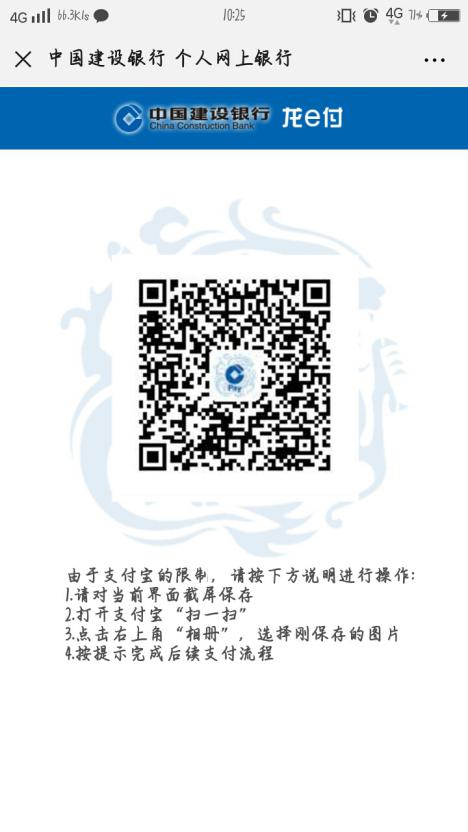 4G 66.3K/s 10:25 4G 71%
中国建设银行 个人网上银行
中国建设银行 龙e付
China Construction Bank
Pay
由于支付宝的限制，请按下方说明进行操作:
1.请对当前界面截屏保存
2.打开支付宝“扫一扫”
3.点击右上角“相册”，选择刚保存的图片
4.按提示完成后续支付流程